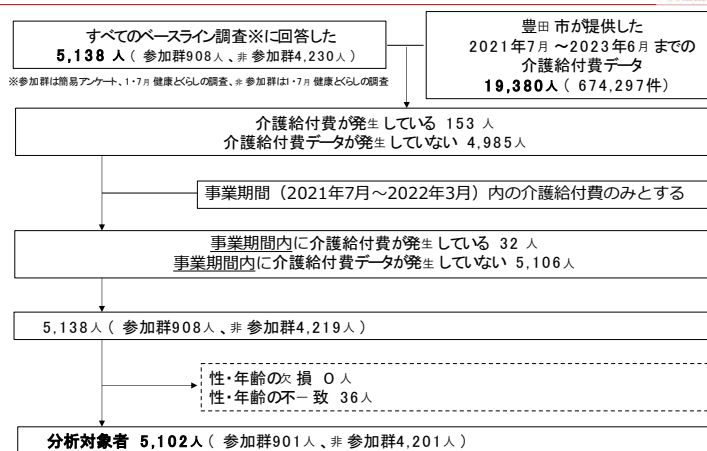 すべてのベースライン調査※に回答した
5,138 人（ 参加群908人、非 参加群4,230人）
※参加群は簡易アンケート、1・7月 健康とくらしの調査、非 参加群は1・7月 健康とくらしの調査
豊田 市が提供した
2021年7月 ～2023年6月 までの
介護給付費データ
19,380人（ 674,297件）
介護給付費が発生している 153 人
介護給付費データが発生していない 4,985人
事業期間（2021年7月～2022年3月）内の介護給付費のみとする
事業期間内に介護給付費が発生している 32 人
事業期間内に介護給付費データが発生していない 5,106人
5,138人（ 参加群908人、非 参加群4,219人）
性・年齢の欠 損 0 人
性・年齢の不一致 36人
分析対象者 5,102人（ 参加群901人、非 参加群4,201人）